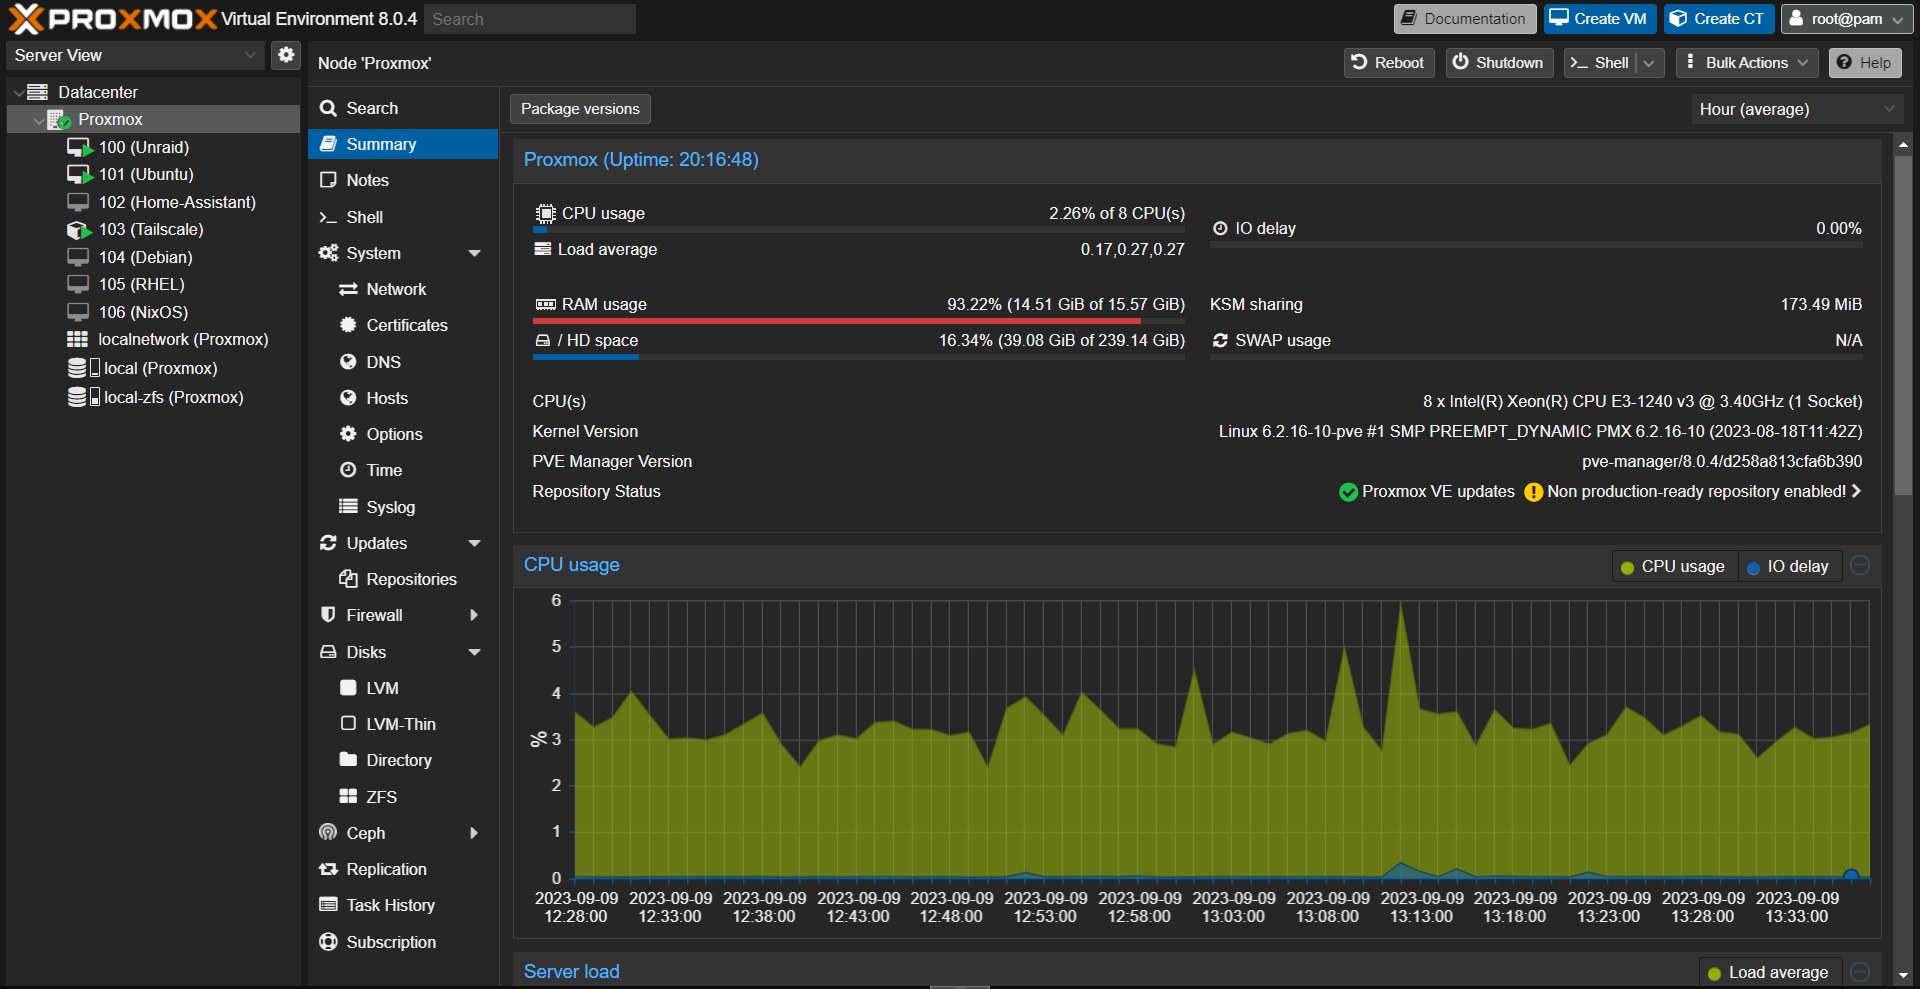 PROXMOX Virtual Environment 8.0.4 Search Documentation Create VM Create CT root@pam
Server View
Datacenter
Proxmox
100 (Unraid)
101 (Ubuntu)
102 (Home-Assistant)
103 (Tailscale)
104 (Debian)
105 (RHEL)
106 (NixOS)
localnetwork (Proxmox)
local (Proxmox)
local-zfs (Proxmox)
Node 'Proxmox' Reboot Shutdown Shell Bulk Actions Help
Search
Summary
Notes
Shell
System
Network
Certificates
DNS
Hosts
Options
Time
Syslog
Updates
Repositories
Firewall
Disks
LVM
LVM-Thin
Directory
ZFS
Ceph
Replication
Task History
Subscription
Package versions Hour (average)
Proxmox (Uptime: 20:16:48)
CPU usage 2.26% of 8 CPU(s)
IO delay 0.00%
Load average 0.17,0.27,0.27
RAM usage 93.22% (14.51 GiB of 15.57 GiB) KSM sharing 173.49 MiB
/ HD space 16.34% (39.08 GiB of 239.14 GiB) SWAP usage N/A
CPU(s) 8 x Intel(R) Xeon(R) CPU E3-1240 v3 @ 3.40GHz (1 Socket)
Kernel Version Linux 6.2.16-10-pve #1 SMP PREEMPT_DYNAMIC PMX 6.2.16-10 (2023-08-18T11:42Z)
PVE Manager Version pve-manager/8.0.4/d258a813cfa6b390
Repository Status Proxmox VE updates Non production-ready repository enabled!
CPU usage CPU usage IO delay
6
5
4
% 3
2
1
0
2023-09-09 2023-09-09 2023-09-09 2023-09-09 2023-09-09 2023-09-09 2023-09-09 2023-09-09 2023-09-09 2023-09-09 2023-09-09 2023-09-09 2023-09-09 2023-09-09
12:28:00 12:33:00 12:38:00 12:43:00 12:48:00 12:53:00 12:58:00 13:03:00 13:08:00 13:13:00 13:18:00 13:23:00 13:28:00 13:33:00
Server load Load average